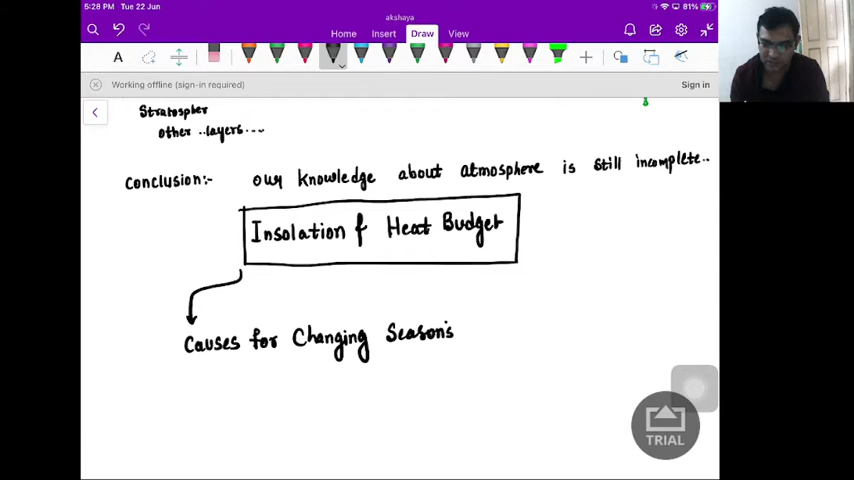 5:28 PM Tue 22 Jun
81%
akshaya
Home Insert Draw View
A
Working offline (sign-in required) Sign in
Stratospher
other ..layers....
Conclusion:- our knowledge about atmosphere is still incomplete..
Insolation & Heat Budget
Causes for Changing Season's
TRIAL